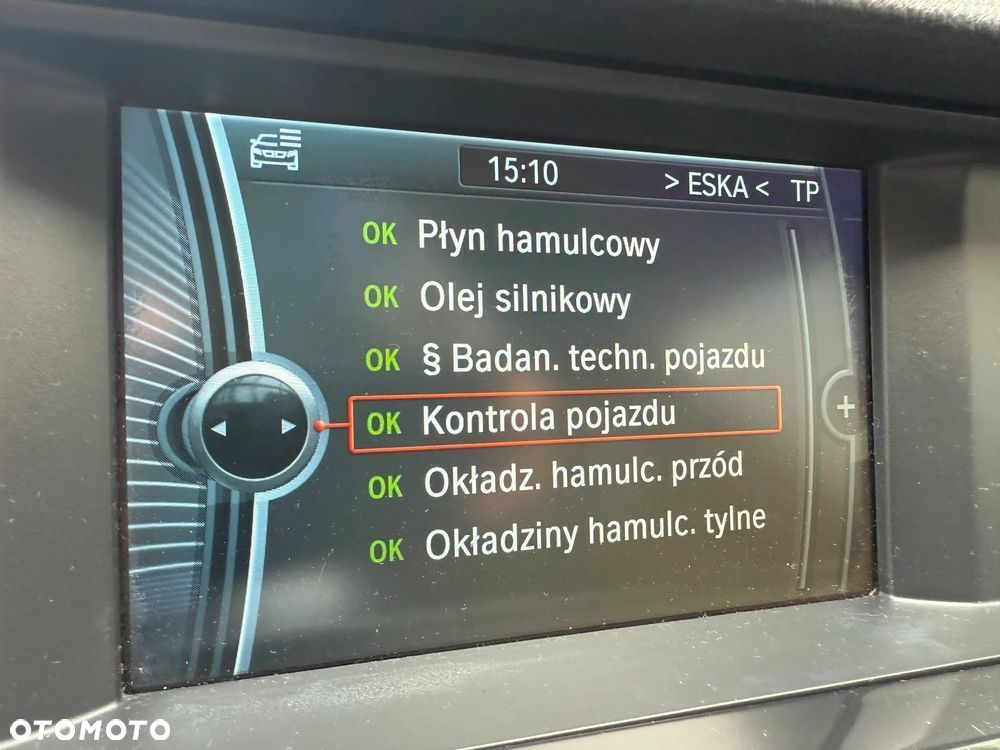 15:10
> ESKA < TP
OK Płyn hamulcowy
OK Olej silnikowy
OK § Badan. techn. pojazdu
OK Kontrola pojazdu
OK Okładz. hamulc. przód
OK Okładziny hamulc. tylne
+
OTOMOTO